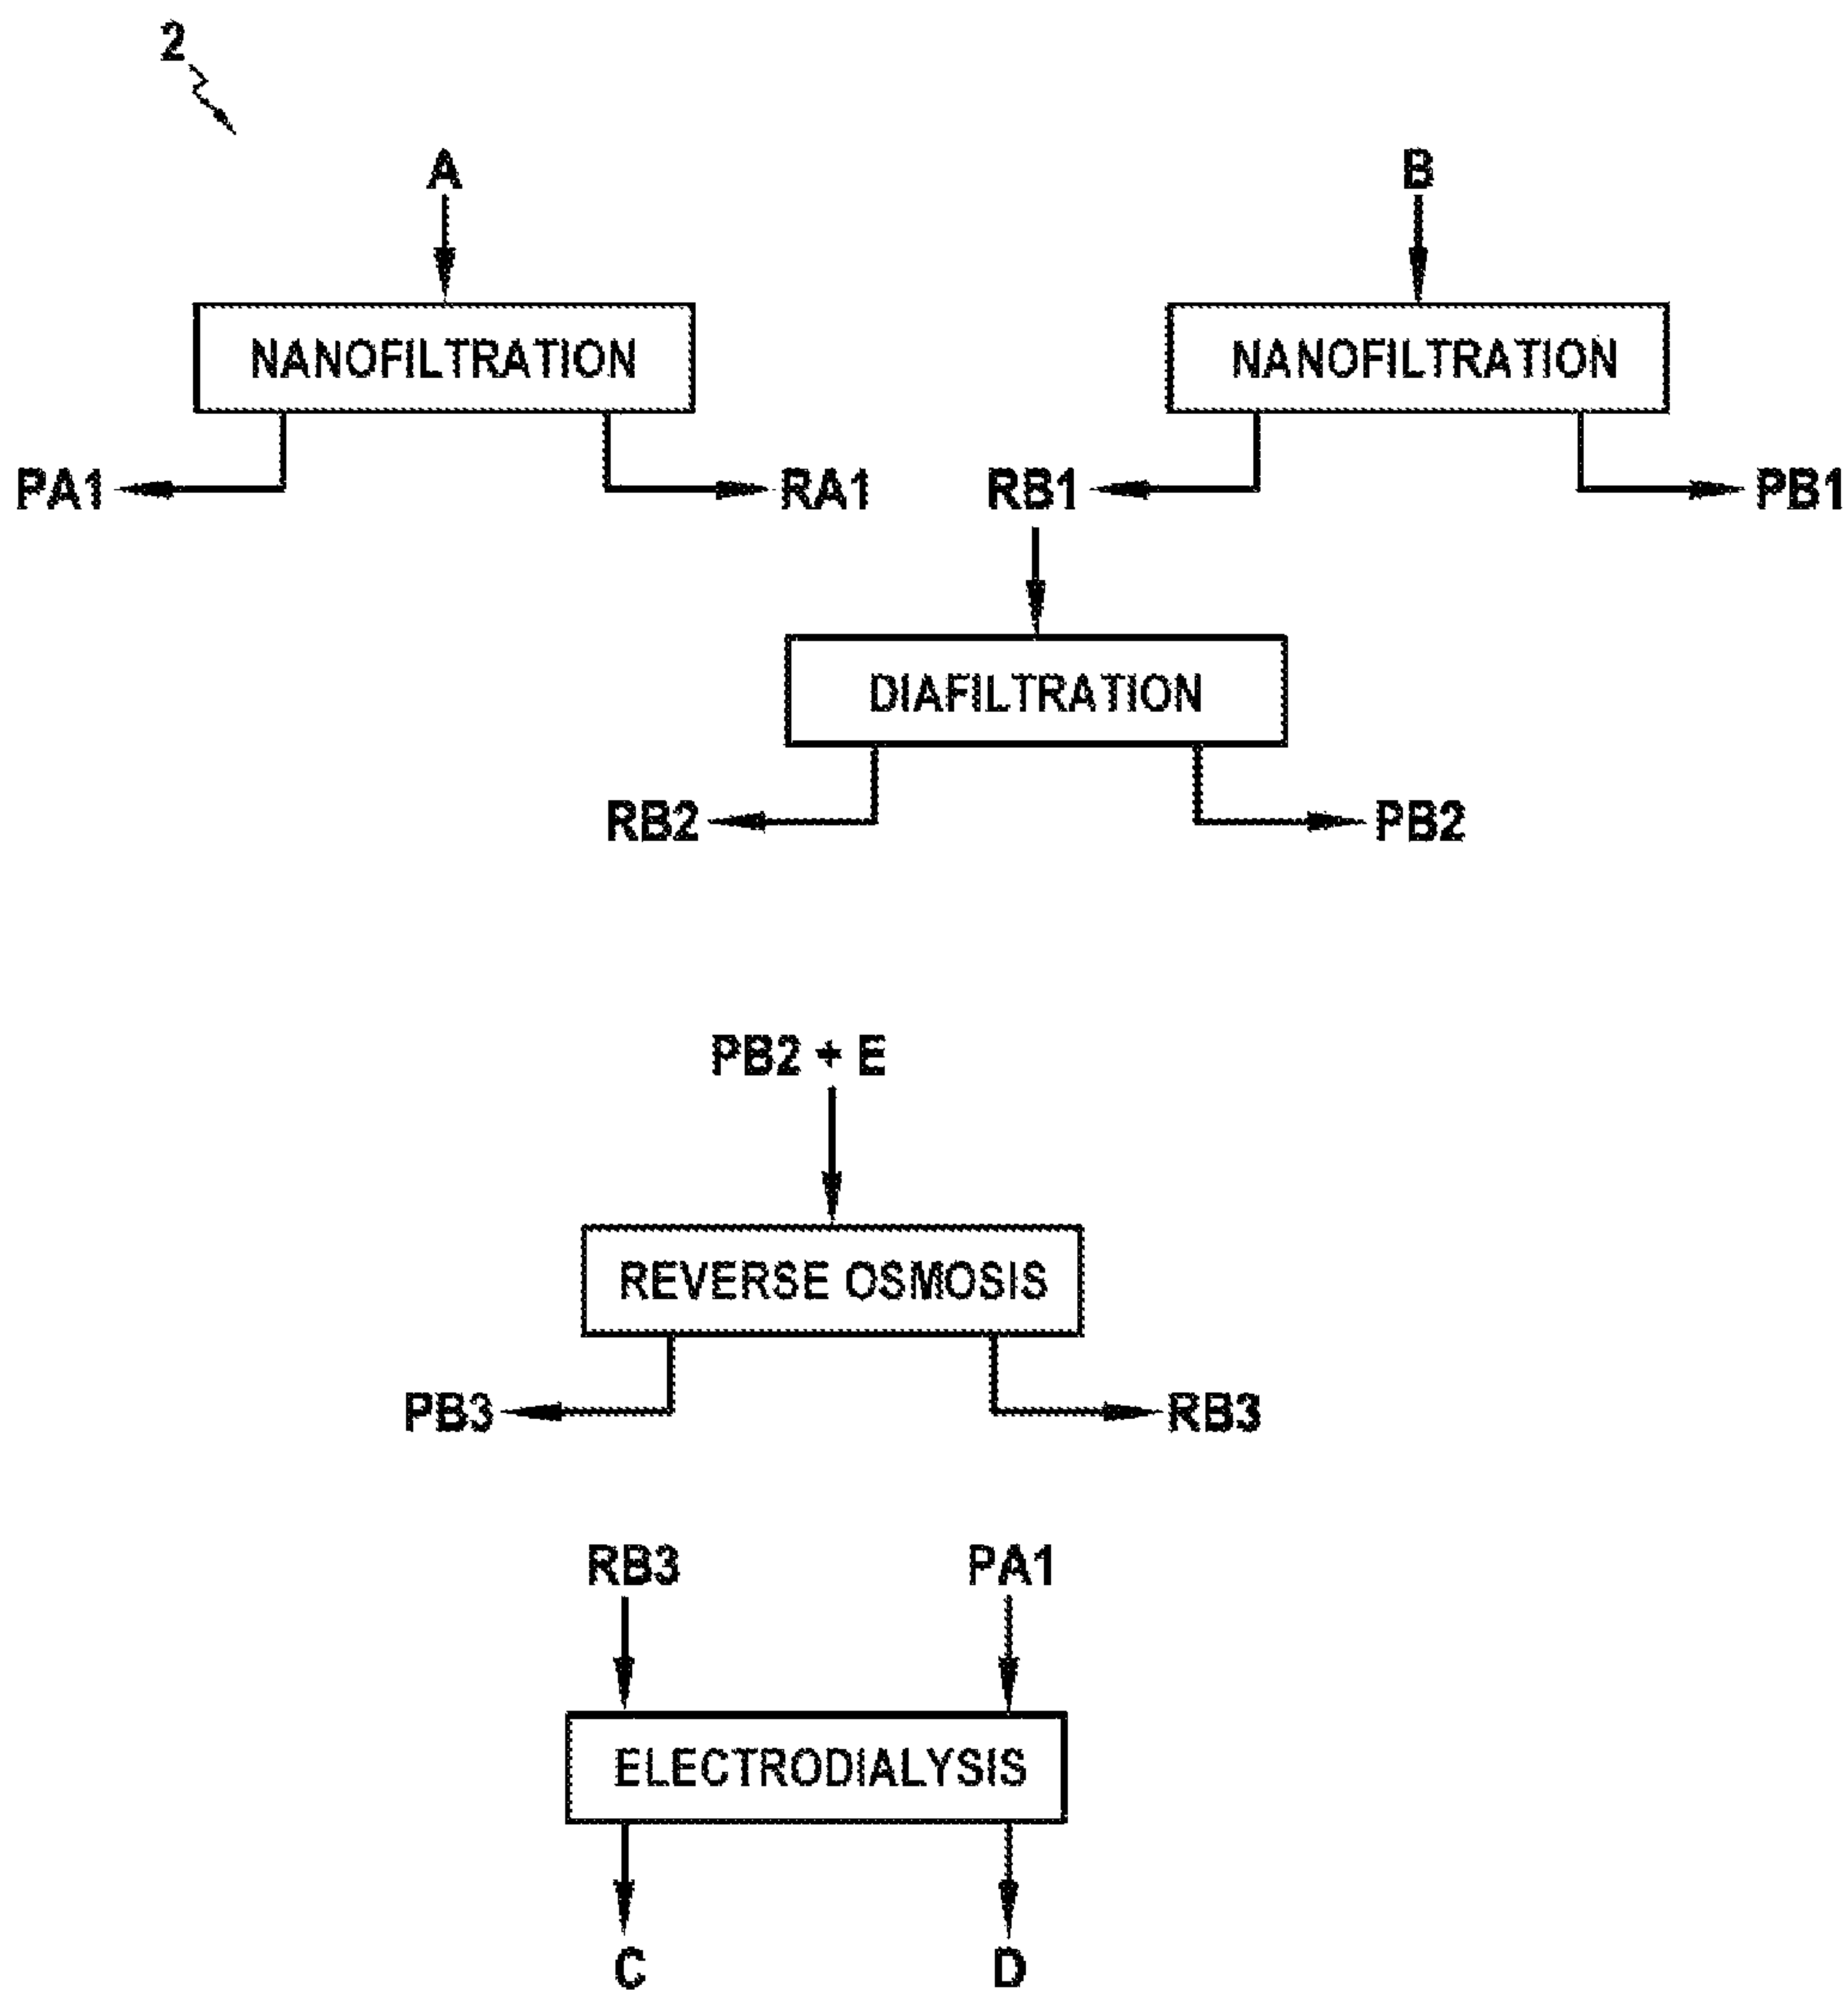 2
A B
NANOFILTRATION NANOFILTRATION
PA1 RA1 RB1 PB1
DIAFILTRATION
RB2 PB2
PB2 + E
REVERSE OSMOSIS
PB3 RB3
RB3 PA1
ELECTRODIALYSIS
C D